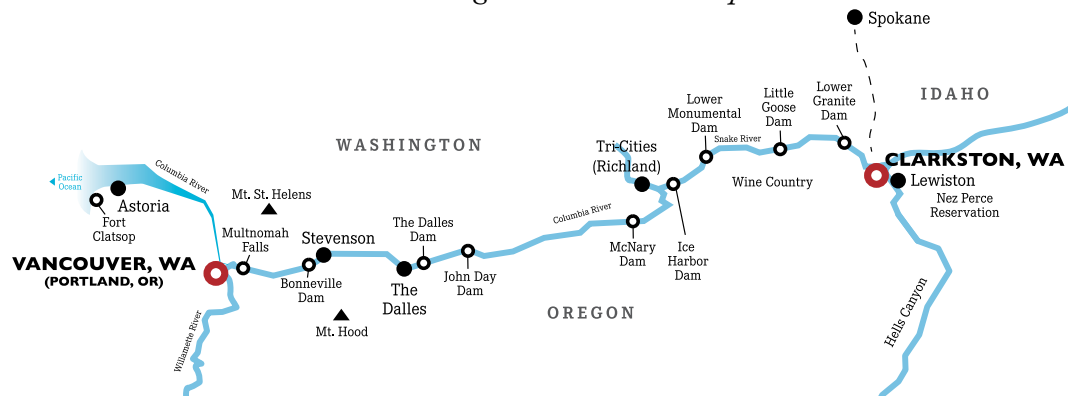 Spokane
IDAHO
Lower
Granite
Dam
Little
Goose
Dam
Lower
Monumental
Dam
Snake River
WASHINGTON
Tri-Cities
(Richland)
CLARKSTON, WA
Lewiston
Nez Perce
Reservation
Wine Country
Pacific
Ocean
Columbia River
Astoria
Fort
Clatsop
Mt. St. Helens
Multnomah
Falls
Stevenson
The Dalles
Dam
Columbia River
VANCOUVER, WA
(PORTLAND, OR)
Bonneville
Dam
The
Dalles
John Day
Dam
McNary
Dam
Ice
Harbor
Dam
Mt. Hood
OREGON
Willamette River
Hells Canyon